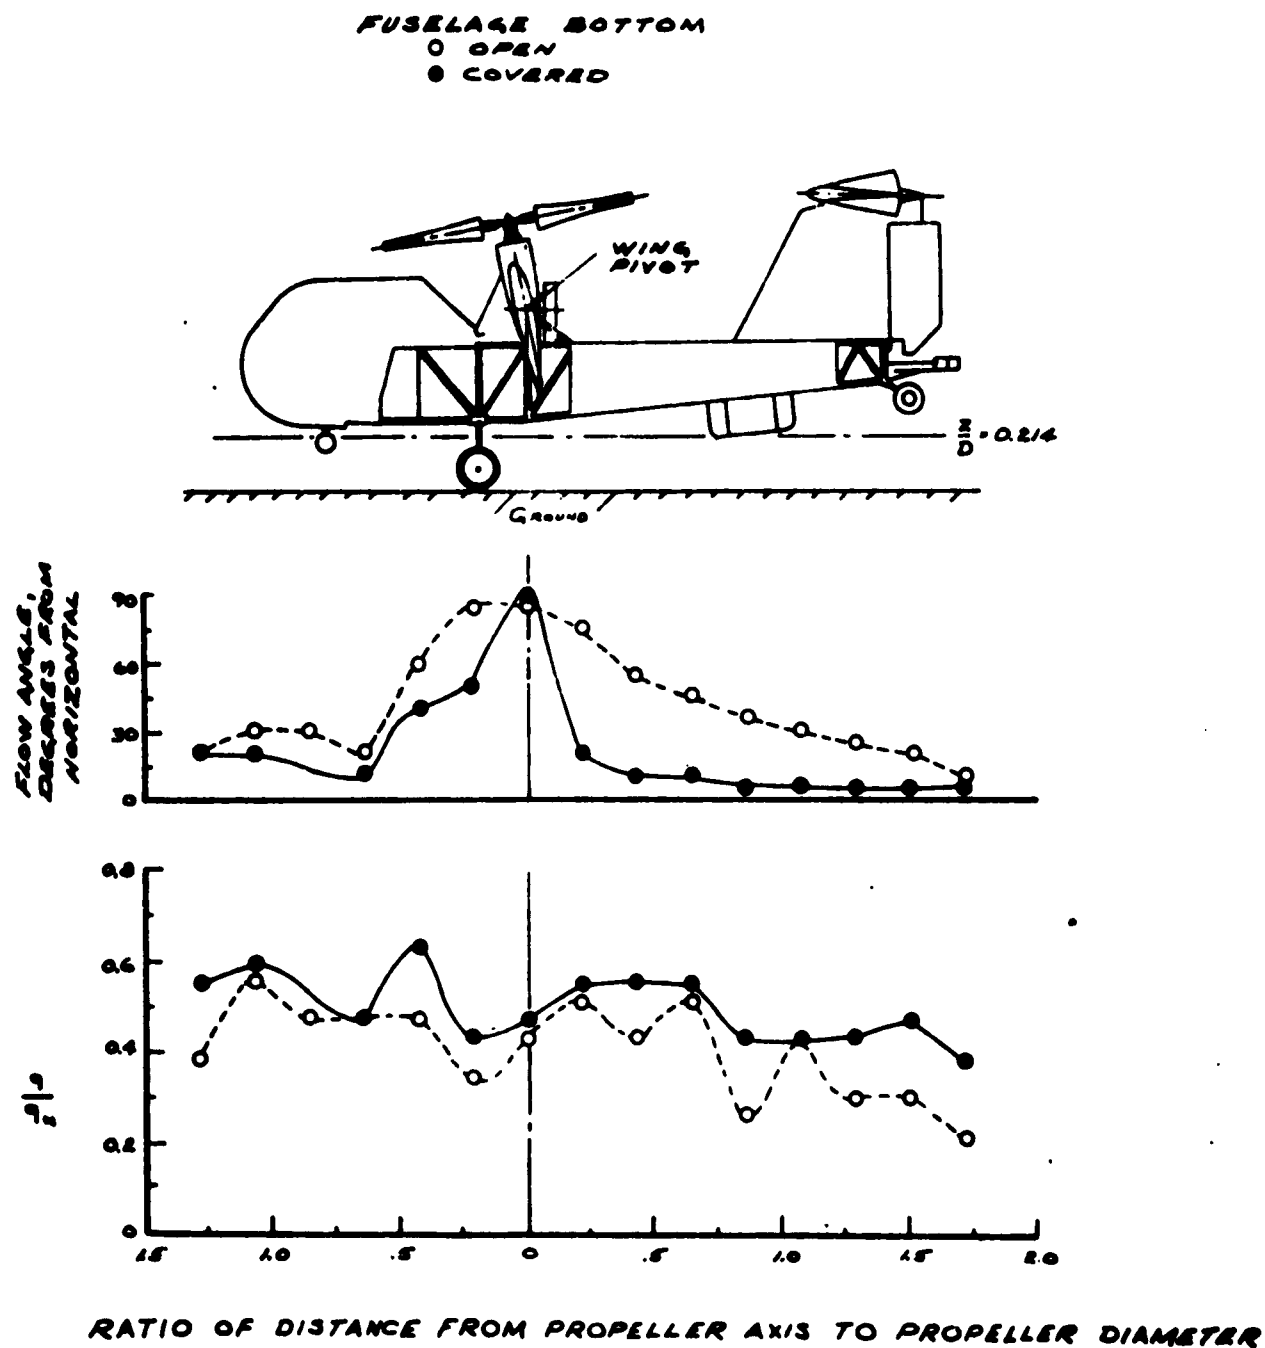 FUSELAGE BOTTOM
OPEN
COVERED
WING
PIVOT
= 0.214
GROUND
FLOW ANGLE,
DEGREES FROM
HORIZONTAL
90
60
30
0
0.8
0.6
0.4
0.2
0
1.5 1.0 .5 0 .5 1.0 1.5 2.0
RATIO OF DISTANCE FROM PROPELLER AXIS TO PROPELLER DIAMETER